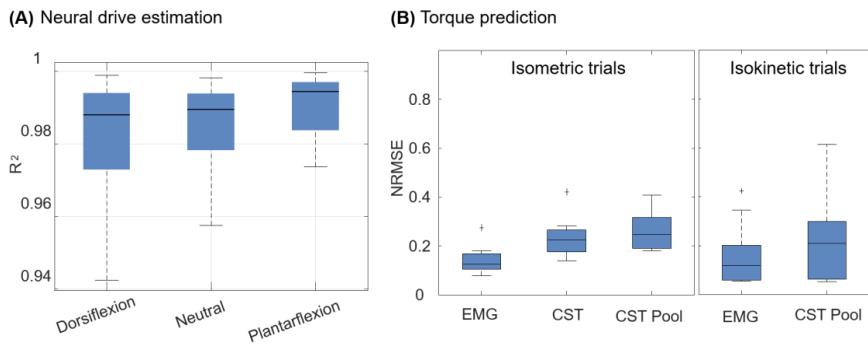 (A) Neural drive estimation
1
0.98
0.96
0.94
R²
Dorsiflexion
Neutral
Plantarflexion
(B) Torque prediction
Isometric trials
Isokinetic trials
0.8
0.6
0.4
0.2
0
NRMSE
EMG
CST
CST Pool
EMG
CST Pool